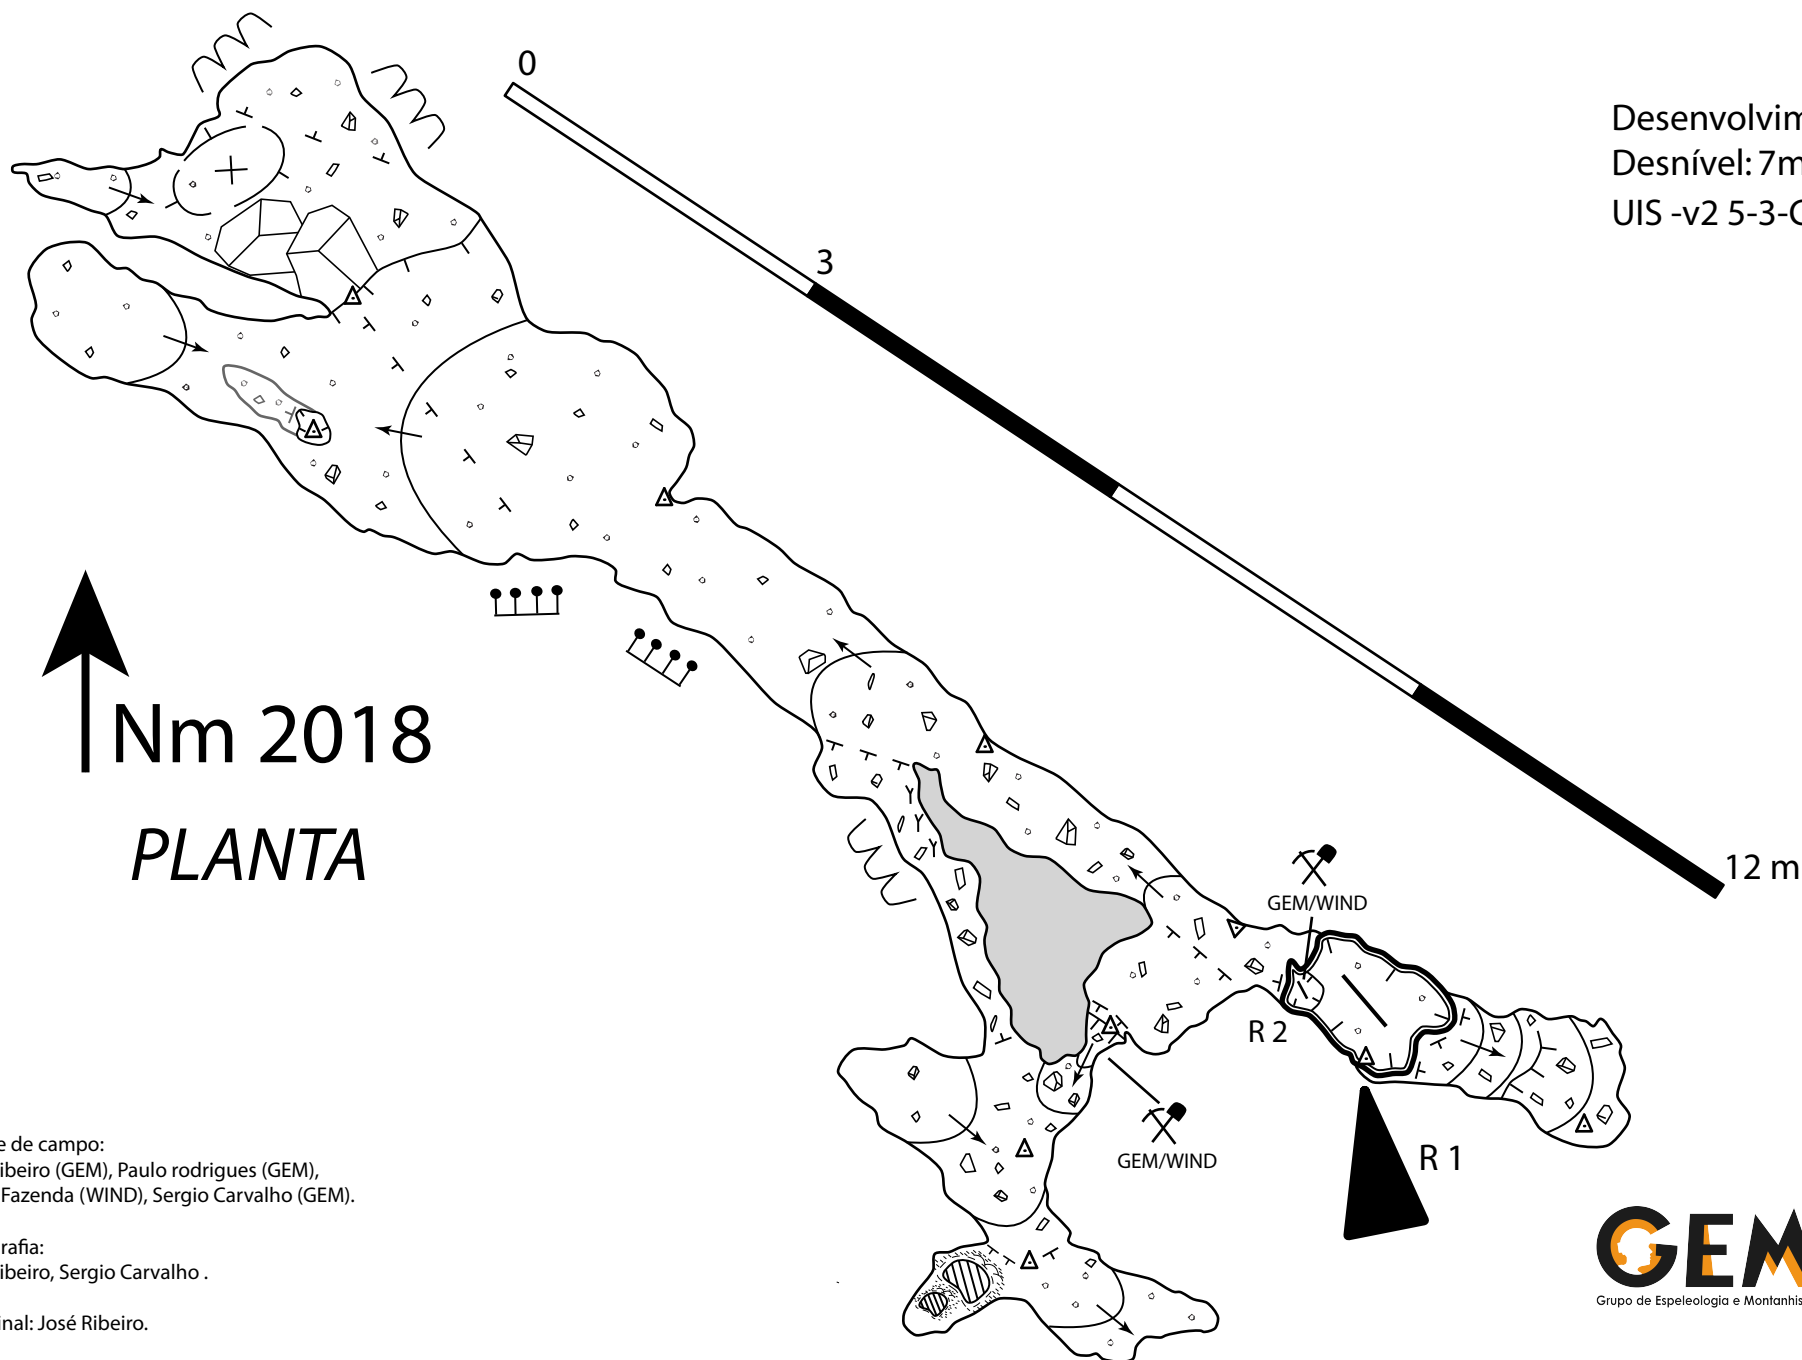 0
3
12 m
Desenvolvim
Desnível: 7m
UIS -v2 5-3-
Nm 2018
PLANTA
GEM/WIND
R 2
R 1
GEM/WIND
e de campo:
ibeiro (GEM), Paulo rodrigues (GEM),
Fazenda (WIND), Sergio Carvalho (GEM).
rafia:
ibeiro, Sergio Carvalho .
inal: José Ribeiro.
GEM
Grupo de Espeleologia e Montanhis